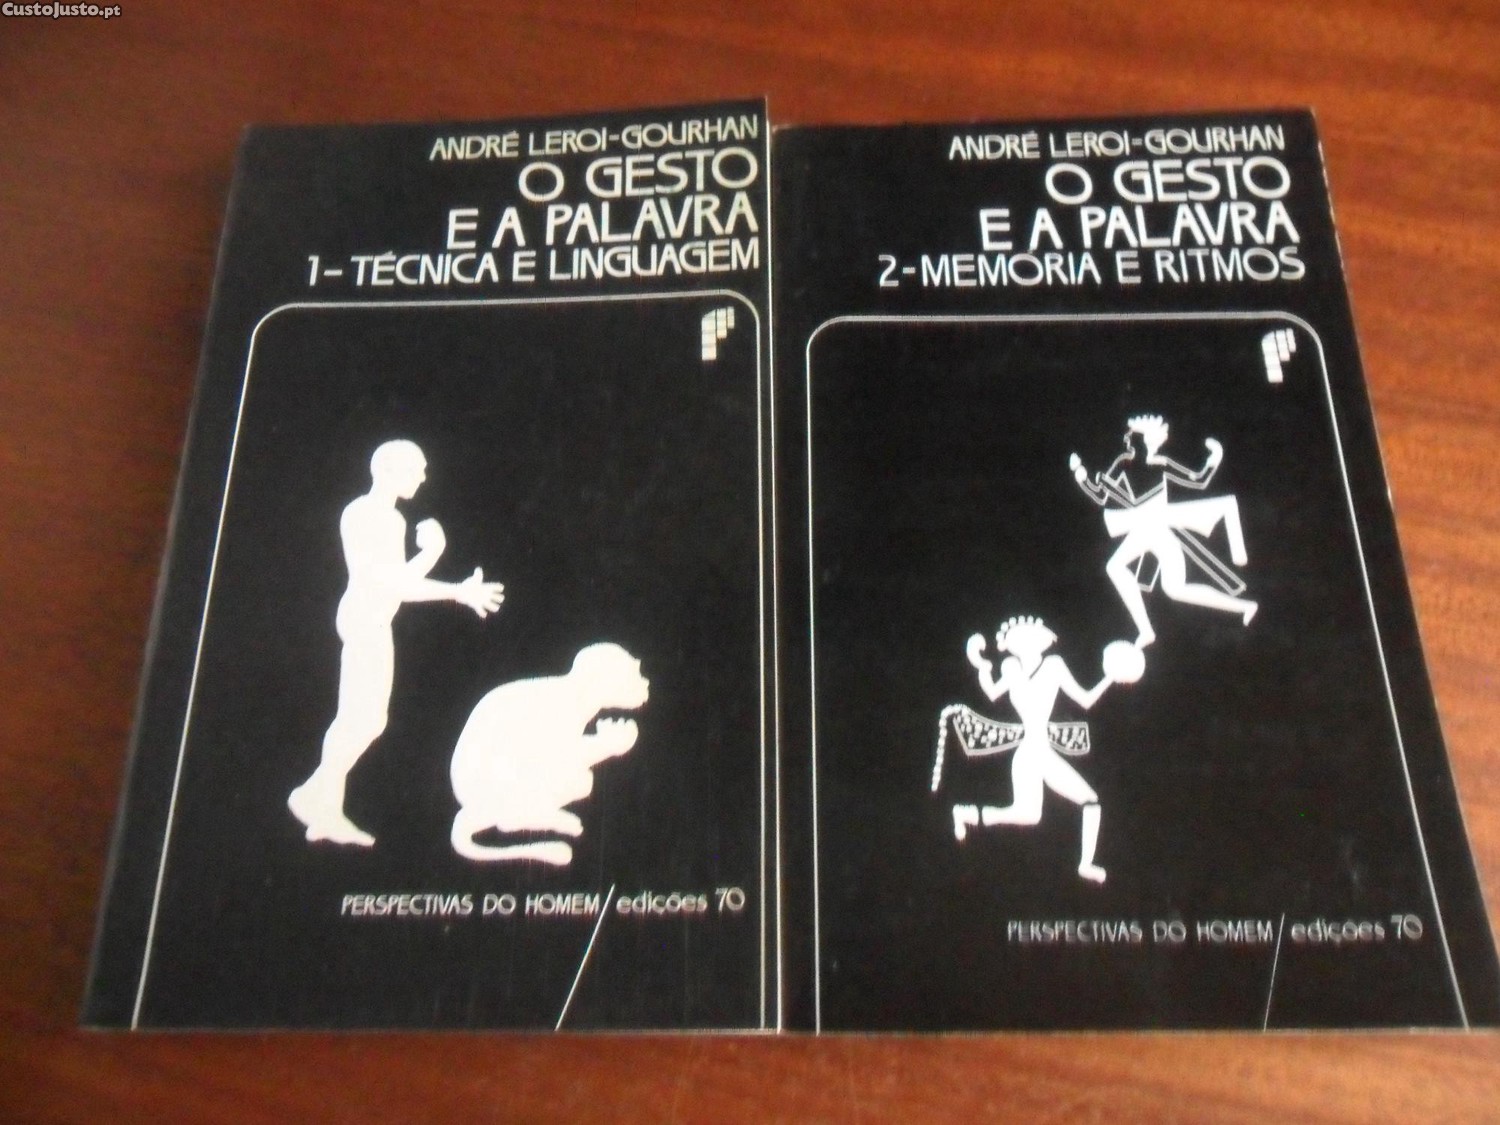 CustoJusto.pt
ANDRÉ LEROI-GOURHAN
O GESTO
E A PALAVRA
1-TÉCNICA E LINGUAGEM
PERSPECTIVAS DO HOMEM/edições 70
ANDRÉ LEROI-GOURHAN
O GESTO
E A PALAVRA
2-MEMÓRIA E RITMOS
PERSPECTIVAS DO HOMEM/edições 70